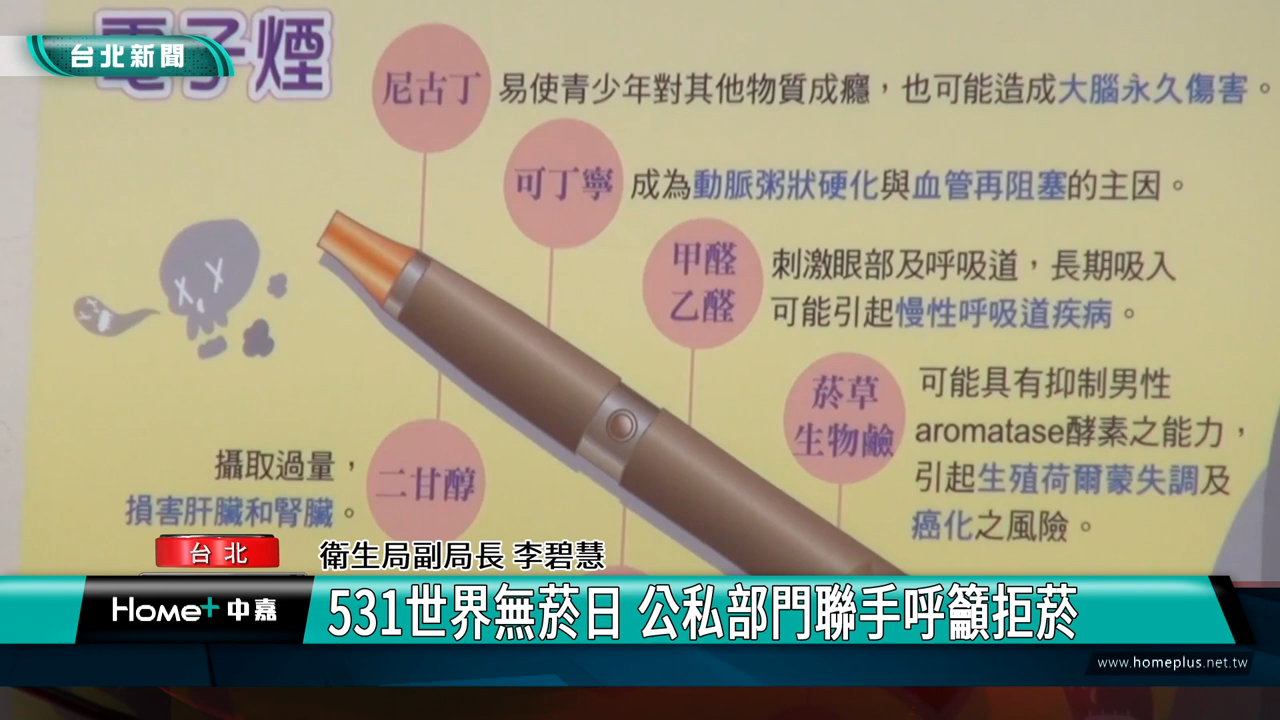 電子煙
台北新聞
尼古丁
易使青少年對其他物質成癮，也可能造成大腦永久傷害。
可丁寧
成為動脈粥狀硬化與血管再阻塞的主因。
甲醛
乙醛
刺激眼部及呼吸道，長期吸入
可能引起慢性呼吸道疾病。
菸草
生物鹼
可能具有抑制男性
aromatase酵素之能力，
引起生殖荷爾蒙失調及
癌化之風險。
攝取過量，
損害肝臟和腎臟。
二甘醇
台北
衛生局副局長 李碧慧
Home+中嘉
531世界無菸日 公私部門聯手呼籲拒菸
www.homeplus.net.tw